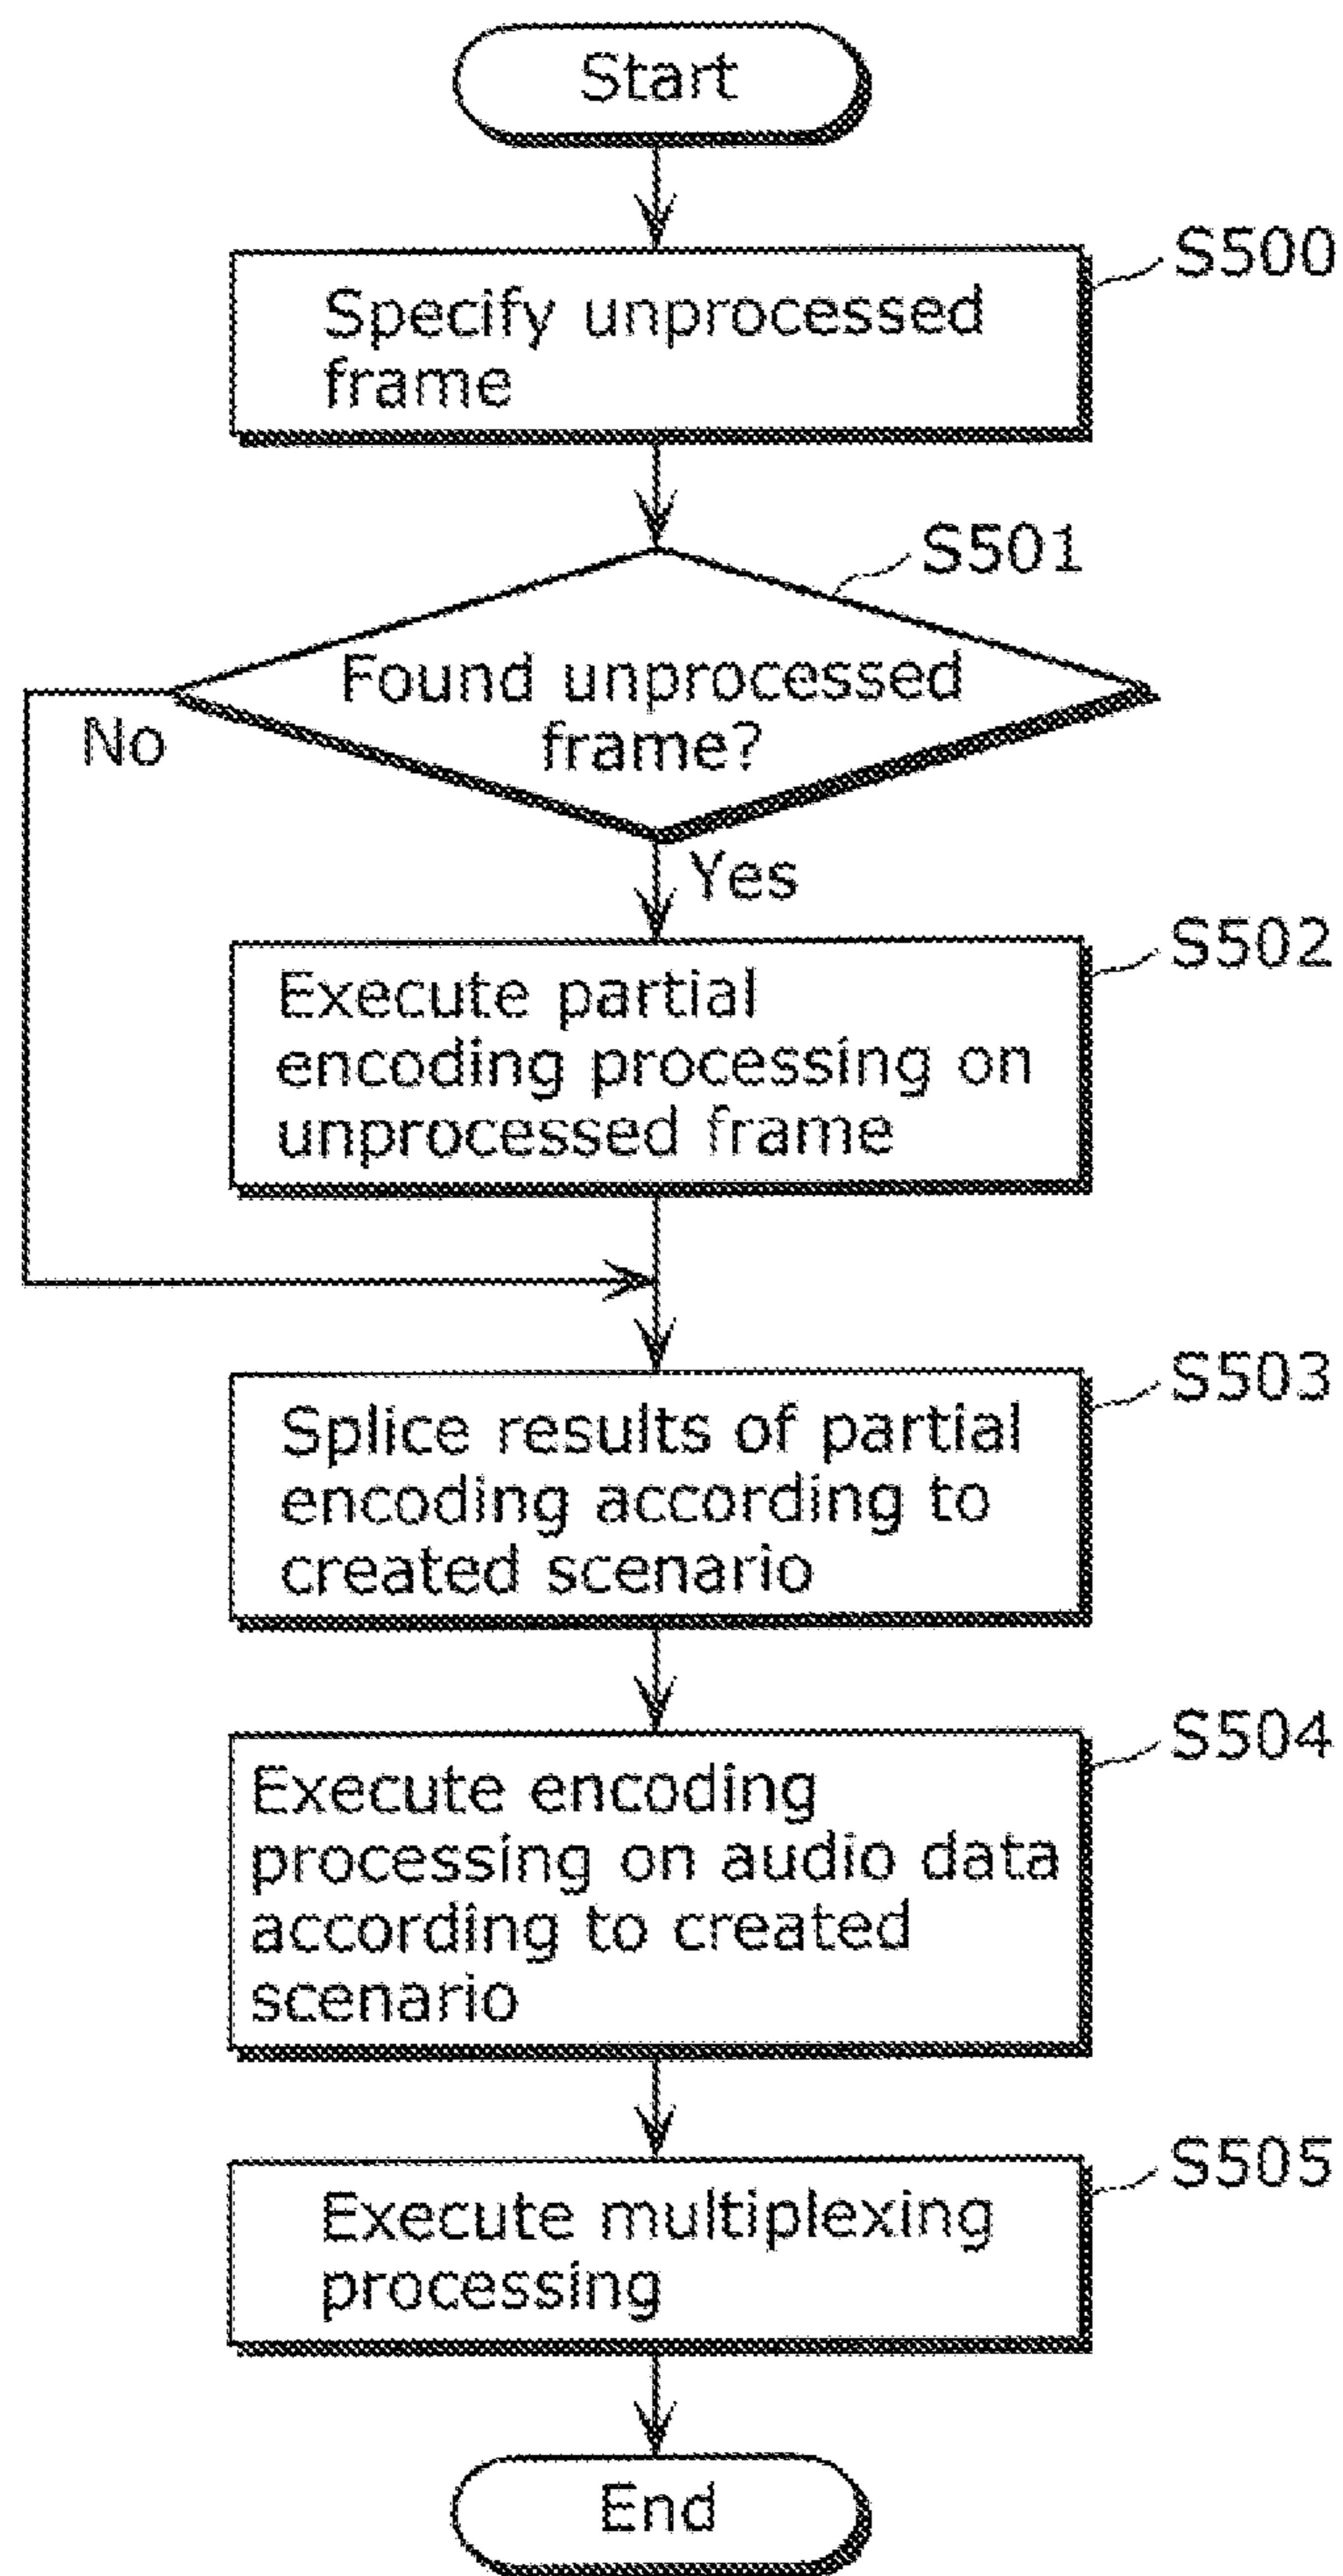 Start
S500
Specify unprocessed
frame
S501
Found unprocessed
frame?
No
Yes
S502
Execute partial
encoding processing on
unprocessed frame
S503
Splice results of partial
encoding according to
created scenario
S504
Execute encoding
processing on audio data
according to created
scenario
S505
Execute multiplexing
processing
End